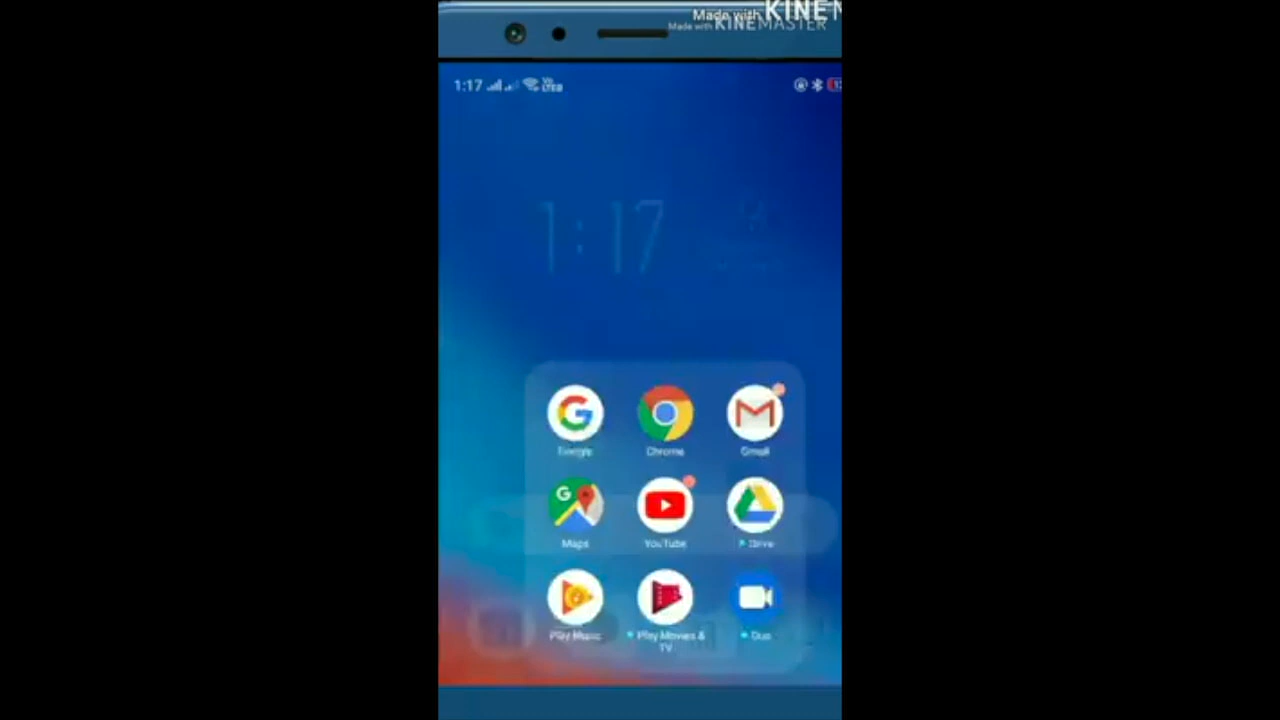 Made with KINEM
Made with KINEMASTER
1:17
1:17
Google Chrome Gmail
Maps YouTube Drive
Play Music Play Movies & Duo
TV